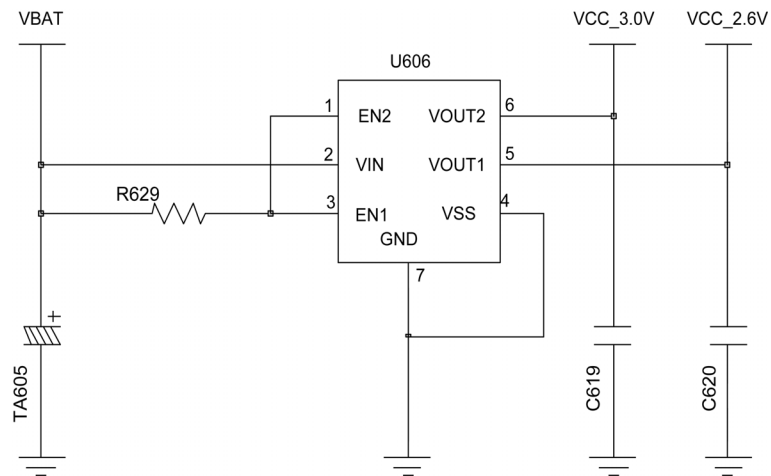 VBAT
VCC_3.0V
VCC_2.6V
U606
1
EN2
VOUT2
6
2
VIN
VOUT1
5
R629
3
EN1
VSS
4
GND
7
+
TA605
C619
C620